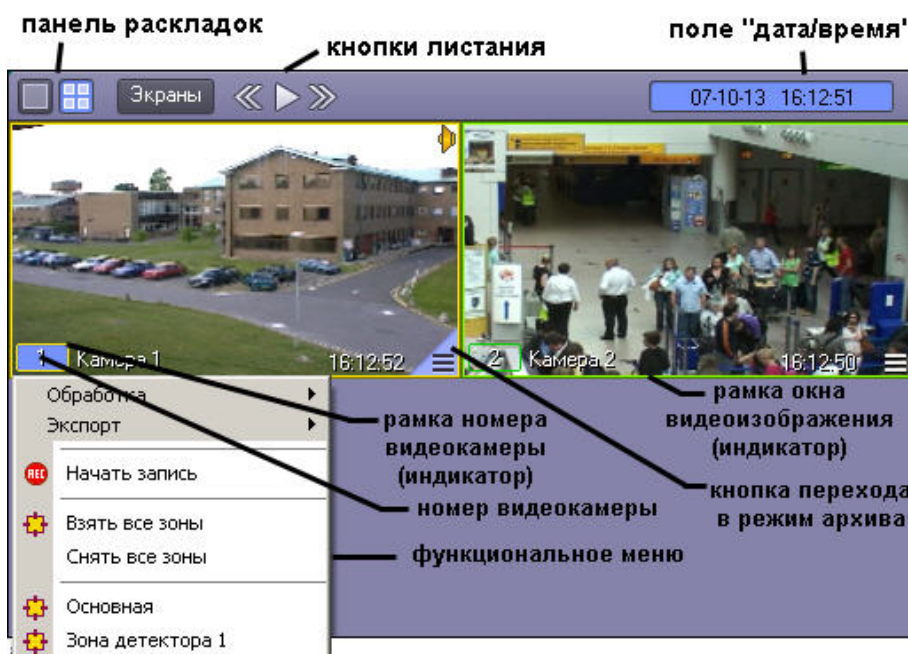 панель раскладок
кнопки листания
поле "дата/время"
Экраны
07-10-13 16:12:51
1 Камера 1 16:12:52
2 Камера 2 16:12:50
Обработка
Экспорт
REC Начать запись
Взять все зоны
Снять все зоны
Основная
Зона детектора 1
рамка номера
видеокамеры
(индикатор)
номер видеокамеры
функциональное меню
рамка окна
видеоизображения
(индикатор)
кнопка перехода
в режим архива